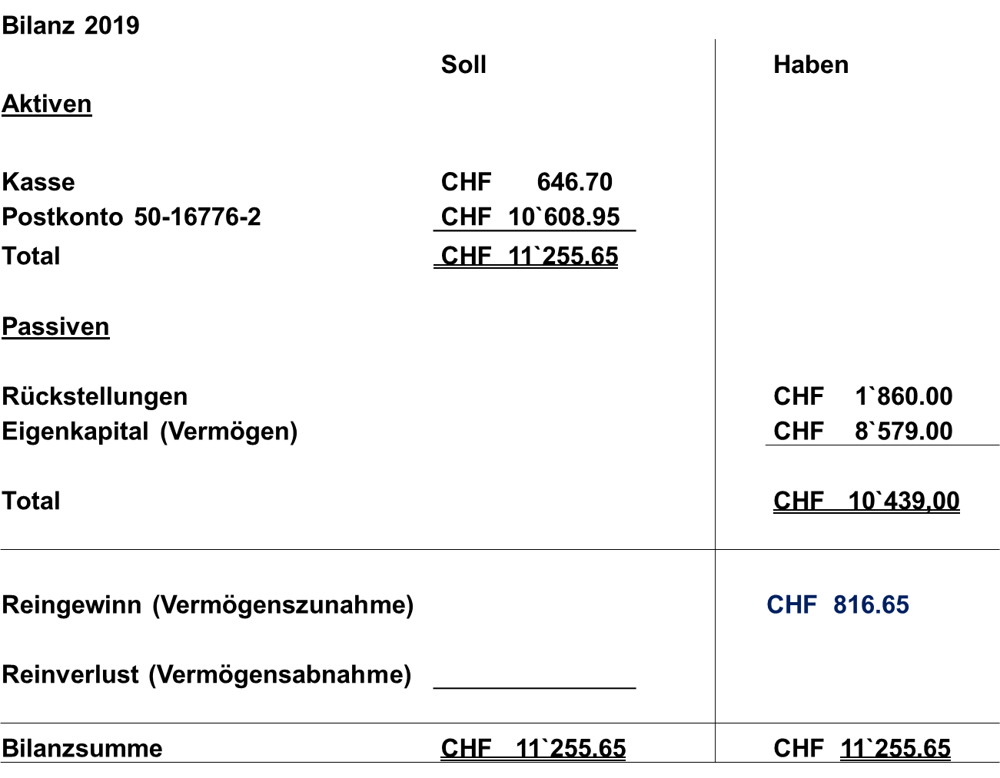 Bilanz 2019
Soll Haben
Aktiven
Kasse CHF 646.70
Postkonto 50-16776-2 CHF 10`608.95
Total CHF 11`255.65
Passiven
Rückstellungen CHF 1`860.00
Eigenkapital (Vermögen) CHF 8`579.00
Total CHF 10`439,00
Reingewinn (Vermögenszunahme) CHF 816.65
Reinverlust (Vermögensabnahme)
Bilanzsumme CHF 11`255.65 CHF 11`255.65